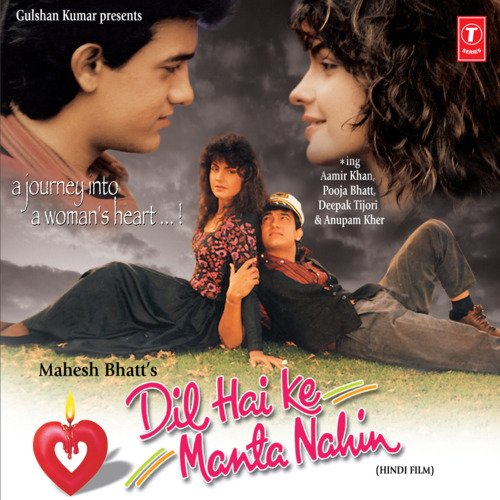 Gulshan Kumar presents
T
SERIES
*ing
Aamir Khan,
Pooja Bhatt,
Deepak Tijori
& Anupam Kher
a journey into
a woman's heart ...!
Mahesh Bhatt's
Dil Hai Ke
Manta Nahin
(HINDI FILM)